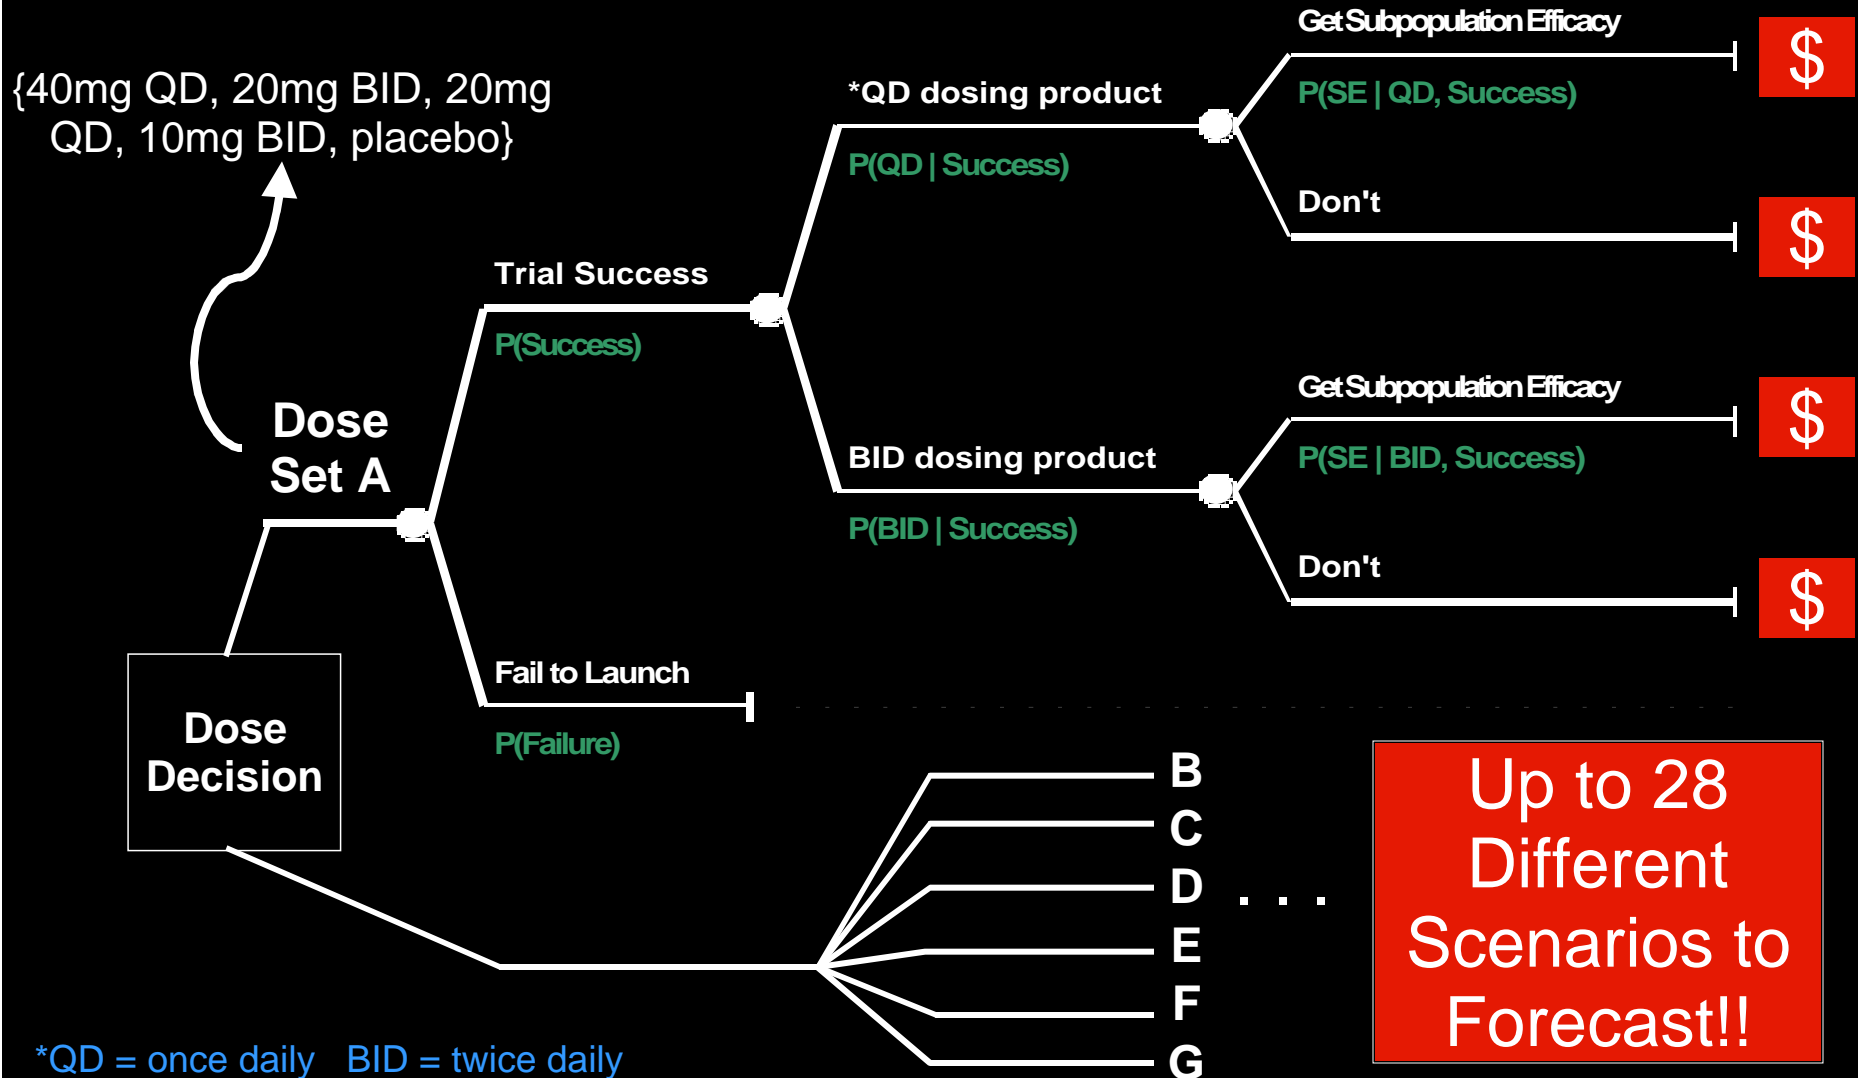 {40mg QD, 20mg BID, 20mg
QD, 10mg BID, placebo}
Dose
Set A
Dose
Decision
Trial Success
P(Success)
Fail to Launch
P(Failure)
*QD dosing product
P(QD | Success)
BID dosing product
P(BID | Success)
Get Subpopulation Efficacy
P(SE | QD, Success)
Don't
Get Subpopulation Efficacy
P(SE | BID, Success)
Don't
$
$
$
$
B
C
D
E
F
G
. . .
Up to 28
Different
Scenarios to
Forecast!!
*QD = once daily BID = twice daily